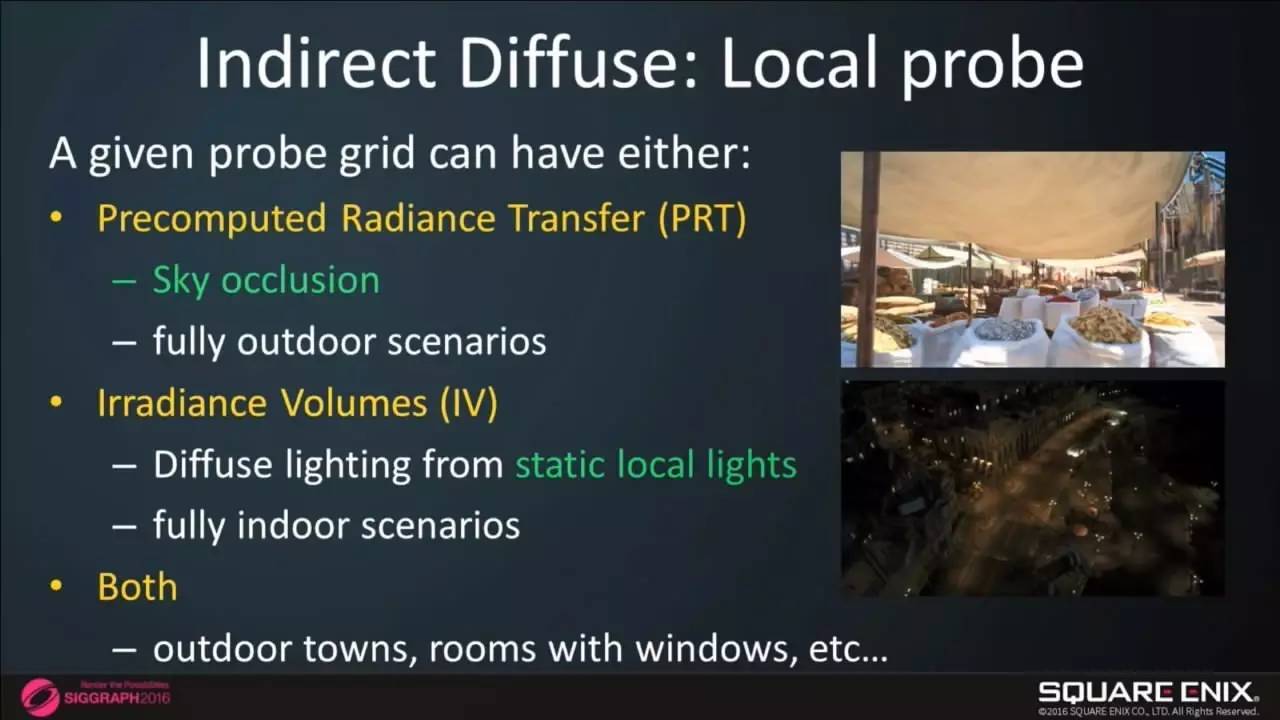 Indirect Diffuse: Local probe
A given probe grid can have either:
• Precomputed Radiance Transfer (PRT)
– Sky occlusion
– fully outdoor scenarios
• Irradiance Volumes (IV)
– Diffuse lighting from static local lights
– fully indoor scenarios
• Both
– outdoor towns, rooms with windows, etc...
Render the Possibilities
SIGGRAPH2016
SQUARE ENIX.
©2016 SQUARE ENIX CO., LTD. All Rights Reserved.